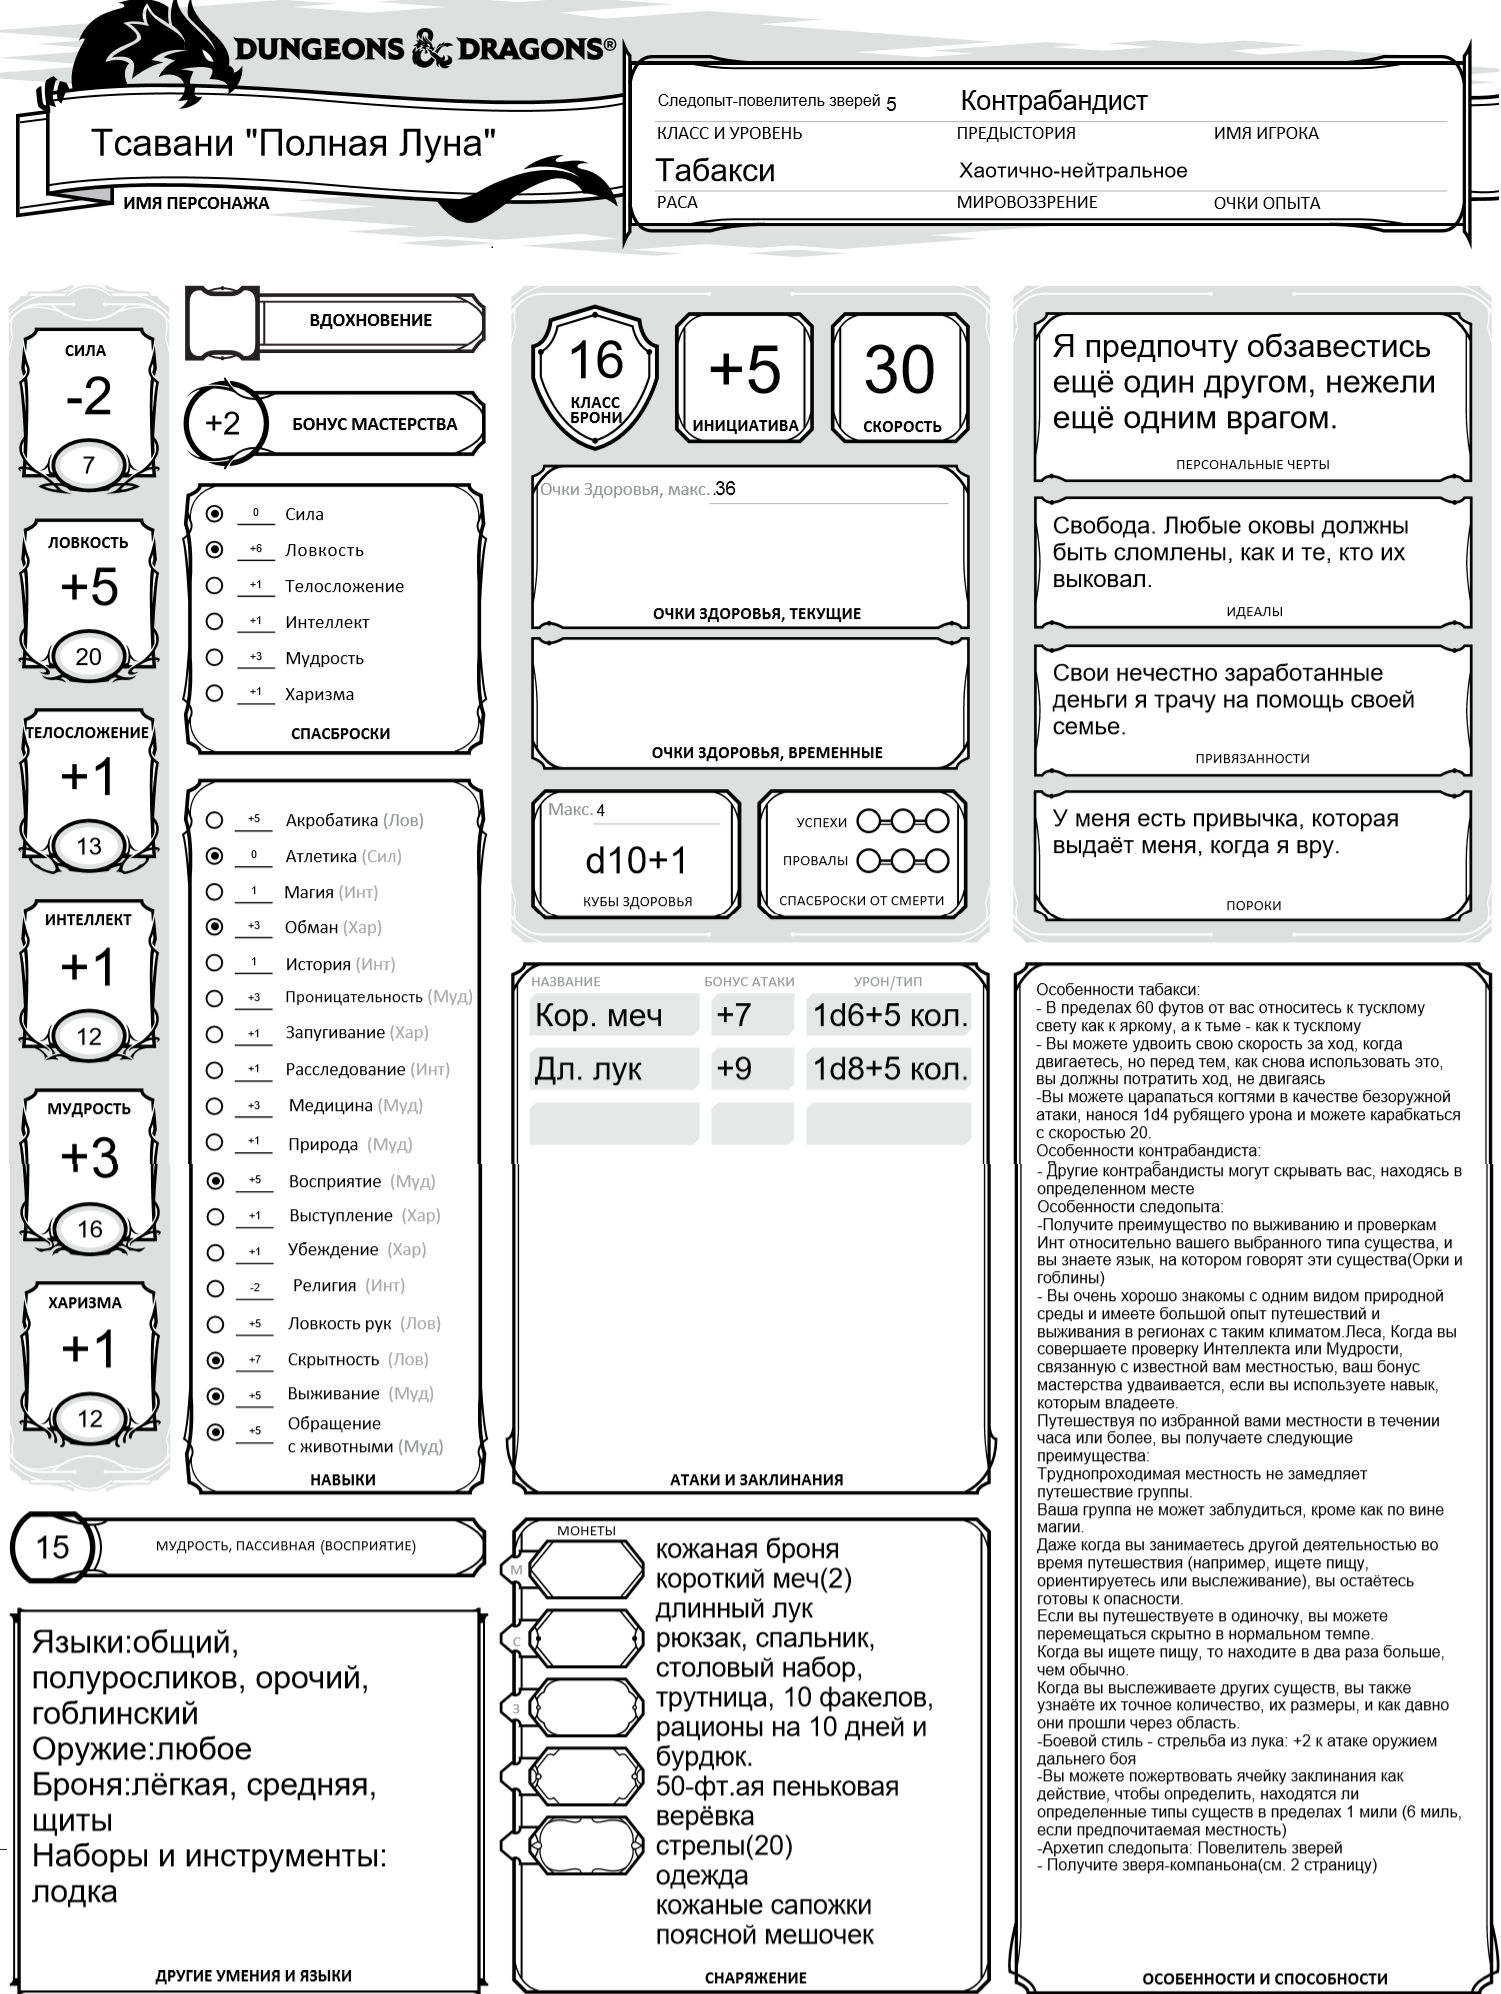 DUNGEONS & DRAGONS®
Тсавани "Полная Луна"
ИМЯ ПЕРСОНАЖА
Следопыт-повелитель зверей 5
Контрабандист
КЛАСС И УРОВЕНЬ
ПРЕДЫСТОРИЯ
ИМЯ ИГРОКА
Табакси
Хаотично-нейтральное
РАСА
МИРОВОЗЗРЕНИЕ
ОЧКИ ОПЫТА
СИЛА
-2
7
ЛОВКОСТЬ
+5
20
ТЕЛОСЛОЖЕНИЕ
+1
13
ИНТЕЛЛЕКТ
+1
12
МУДРОСТЬ
+3
16
ХАРИЗМА
+1
12
ВДОХНОВЕНИЕ
+2
БОНУС МАСТЕРСТВА
0 Сила
+6 Ловкость
+1 Телосложение
+1 Интеллект
+3 Мудрость
+1 Харизма
СПАСБРОСКИ
+5 Акробатика (Лов)
0 Атлетика (Сил)
1 Магия (Инт)
+3 Обман (Хар)
1 История (Инт)
+3 Проницательность (Муд)
+1 Запугивание (Хар)
+1 Расследование (Инт)
+3 Медицина (Муд)
+1 Природа (Муд)
+5 Восприятие (Муд)
+1 Выступление (Хар)
+1 Убеждение (Хар)
-2 Религия (Инт)
+5 Ловкость рук (Лов)
+7 Скрытность (Лов)
+5 Выживание (Муд)
+5 Обращение
с животными (Муд)
НАВЫКИ
15
МУДРОСТЬ, ПАССИВНАЯ (ВОСПРИЯТИЕ)
Языки:общий,
полуросликов, орочий,
гоблинский
Оружие:любое
Броня:лёгкая, средняя,
щиты
Наборы и инструменты:
лодка
ДРУГИЕ УМЕНИЯ И ЯЗЫКИ
16
КЛАСС
БРОНИ
+5
ИНИЦИАТИВА
30
СКОРОСТЬ
Очки Здоровья, макс. 36
ОЧКИ ЗДОРОВЬЯ, ТЕКУЩИЕ
ОЧКИ ЗДОРОВЬЯ, ВРЕМЕННЫЕ
Макс. 4
d10+1
КУБЫ ЗДОРОВЬЯ
УСПЕХИ
ПРОВАЛЫ
СПАСБРОСКИ ОТ СМЕРТИ
НАЗВАНИЕ БОНУС АТАКИ УРОН/ТИП
Кор. меч +7 1d6+5 кол.
Дл. лук +9 1d8+5 кол.
АТАКИ И ЗАКЛИНАНИЯ
МОНЕТЫ
М
С
З
кожаная броня
короткий меч(2)
длинный лук
рюкзак, спальник,
столовый набор,
трутница, 10 факелов,
рационы на 10 дней и
бурдюк.
50-фт.ая пеньковая
верёвка
стрелы(20)
одежда
кожаные сапожки
поясной мешочек
СНАРЯЖЕНИЕ
Я предпочту обзавестись
ещё один другом, нежели
ещё одним врагом.
ПЕРСОНАЛЬНЫЕ ЧЕРТЫ
Свобода. Любые оковы должны
быть сломлены, как и те, кто их
выковал.
ИДЕАЛЫ
Свои нечестно заработанные
деньги я трачу на помощь своей
семье.
ПРИВЯЗАННОСТИ
У меня есть привычка, которая
выдаёт меня, когда я вру.
ПОРОКИ
Особенности табакси:
- В пределах 60 футов от вас относитесь к тусклому
свету как к яркому, а к тьме - как к тусклому
- Вы можете удвоить свою скорость за ход, когда
двигаетесь, но перед тем, как снова использовать это,
вы должны потратить ход, не двигаясь
-Вы можете царапаться когтями в качестве безоружной
атаки, нанося 1d4 рубящего урона и можете карабкаться
с скоростью 20.
Особенности контрабандиста:
- Другие контрабандисты могут скрывать вас, находясь в
определенном месте
Особенности следопыта:
-Получите преимущество по выживанию и проверкам
Инт относительно вашего выбранного типа существа, и
вы знаете язык, на котором говорят эти существа(Орки и
гоблины)
- Вы очень хорошо знакомы с одним видом природной
среды и имеете большой опыт путешествий и
выживания в регионах с таким климатом.Леса, Когда вы
совершаете проверку Интеллекта или Мудрости,
связанную с известной вам местностью, ваш бонус
мастерства удваивается, если вы используете навык,
которым владеете.
Путешествуя по избранной вами местности в течении
часа или более, вы получаете следующие
преимущества:
Труднопроходимая местность не замедляет
путешествие группы.
Ваша группа не может заблудиться, кроме как по вине
магии.
Даже когда вы занимаетесь другой деятельностью во
время путешествия (например, ищете пищу,
ориентируетесь или выслеживание), вы остаётесь
готовы к опасности.
Если вы путешествуете в одиночку, вы можете
перемещаться скрытно в нормальном темпе.
Когда вы ищете пищу, то находите в два раза больше,
чем обычно.
Когда вы выслеживаете других существ, вы также
узнаёте их точное количество, их размеры, и как давно
они прошли через область.
-Боевой стиль - стрельба из лука: +2 к атаке оружием
дальнего боя
-Вы можете пожертвовать ячейку заклинания как
действие, чтобы определить, находятся ли
определенные типы существ в пределах 1 мили (6 миль,
если предпочитаемая местность)
-Архетип следопыта: Повелитель зверей
- Получите зверя-компаньона(см. 2 страницу)
ОСОБЕННОСТИ И СПОСОБНОСТИ